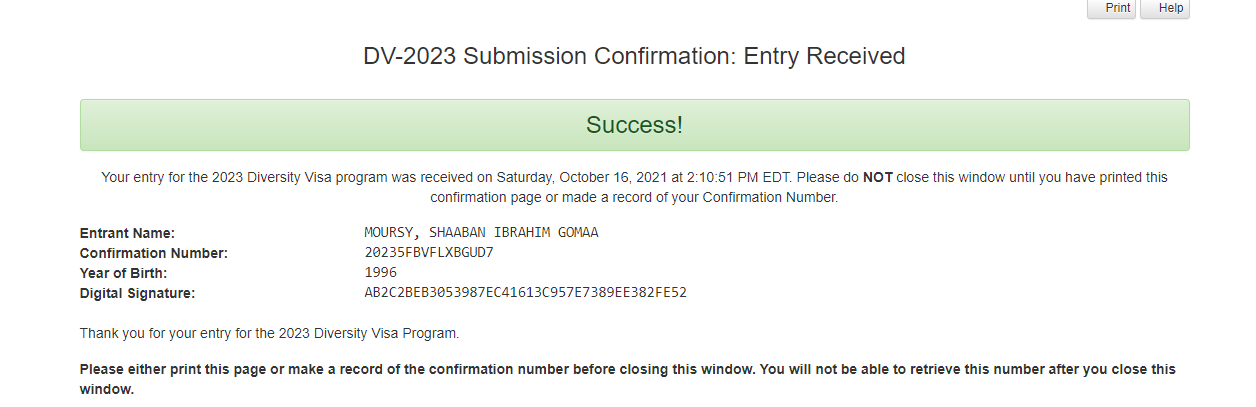 Print Help
DV-2023 Submission Confirmation: Entry Received
Success!
Your entry for the 2023 Diversity Visa program was received on Saturday, October 16, 2021 at 2:10:51 PM EDT. Please do NOT close this window until you have printed this
confirmation page or made a record of your Confirmation Number.
Entrant Name: MOURSY, SHAABAN IBRAHIM GOMAA
Confirmation Number: 20235FBVFLXBGUD7
Year of Birth: 1996
Digital Signature: AB2C2BEB3053987EC41613C957E7389EE382FE52
Thank you for your entry for the 2023 Diversity Visa Program.
Please either print this page or make a record of the confirmation number before closing this window. You will not be able to retrieve this number after you close this
window.